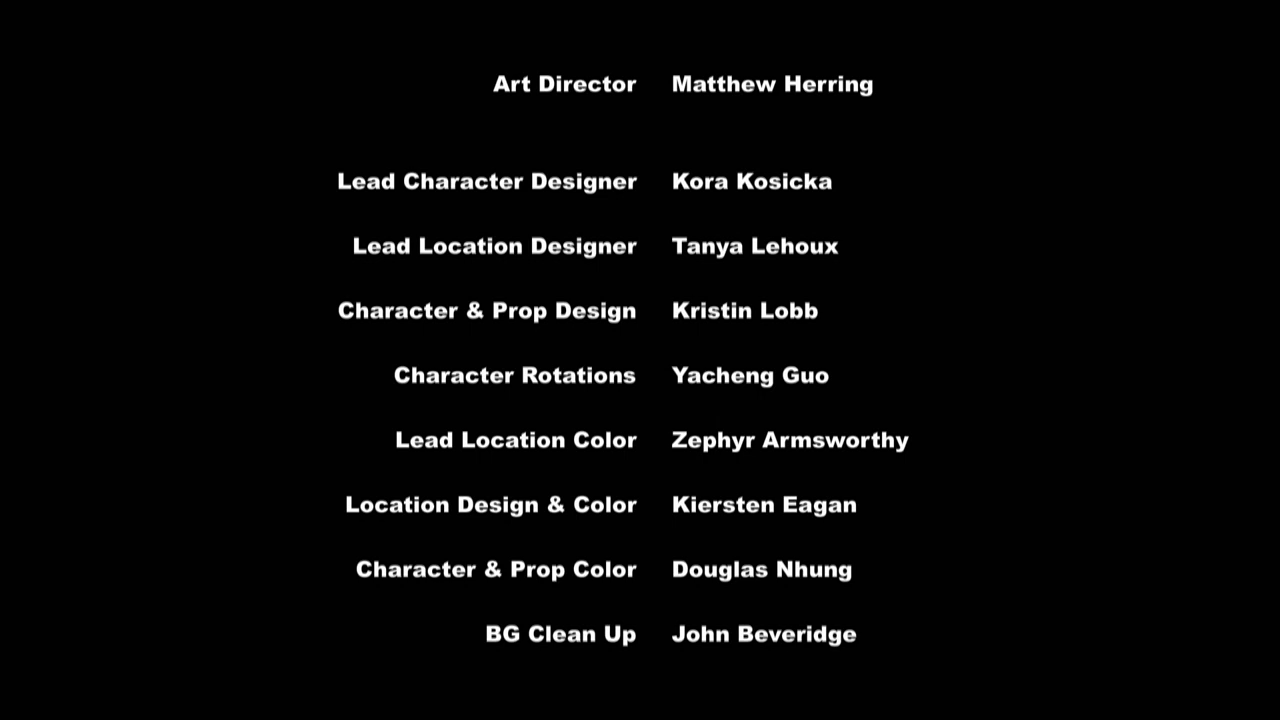 Art Director Matthew Herring
Lead Character Designer Kora Kosicka
Lead Location Designer Tanya Lehoux
Character & Prop Design Kristin Lobb
Character Rotations Yacheng Guo
Lead Location Color Zephyr Armsworthy
Location Design & Color Kiersten Eagan
Character & Prop Color Douglas Nhung
BG Clean Up John Beveridge